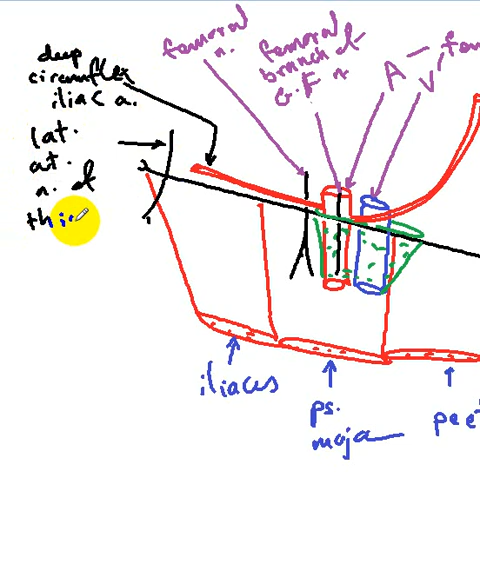 deep
circumflex
iliac a.
lat.
cut.
n. of
thi
femoral
n.
femoral
branch of
G.F n.
A
V
fem
iliacus
ps.
major
pect